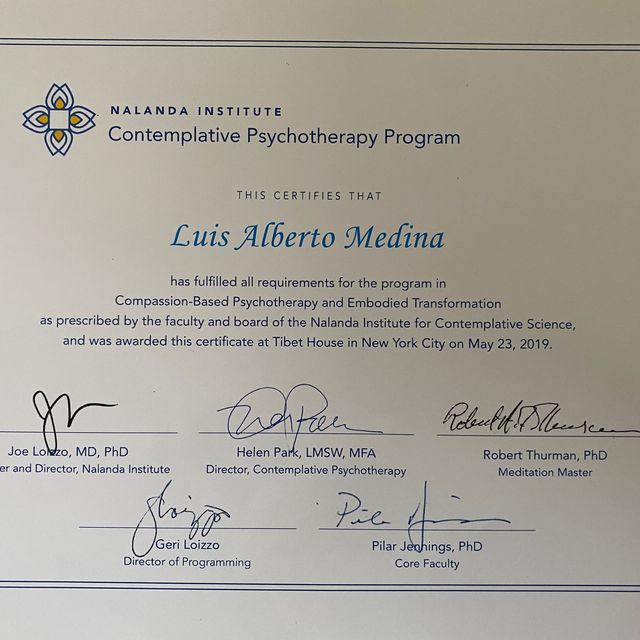 NALANDA INSTITUTE
Contemplative Psychotherapy Program
THIS CERTIFIES THAT
Luis Alberto Medina
has fulfilled all requirements for the program in
Compassion-Based Psychotherapy and Embodied Transformation
as prescribed by the faculty and board of the Nalanda Institute for Contemplative Science,
and was awarded this certificate at Tibet House in New York City on May 23, 2019.
Joe Loizzo, MD, PhD
er and Director, Nalanda Institute
Helen Park, LMSW, MFA
Director, Contemplative Psychotherapy
Robert Thurman, PhD
Meditation Master
Geri Loizzo
Director of Programming
Pilar Jennings, PhD
Core Faculty